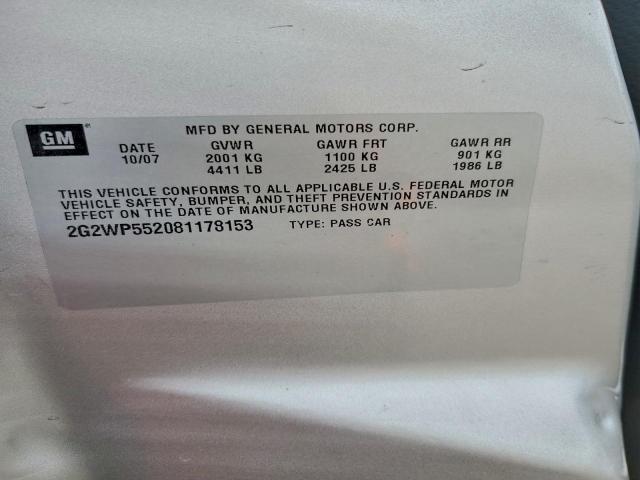 GM
MFD BY GENERAL MOTORS CORP.
DATE GVWR GAWR FRT GAWR RR
10/07 2001 KG 1100 KG 901 KG
4411 LB 2425 LB 1986 LB
THIS VEHICLE CONFORMS TO ALL APPLICABLE U.S. FEDERAL MOTOR
VEHICLE SAFETY, BUMPER, AND THEFT PREVENTION STANDARDS IN
EFFECT ON THE DATE OF MANUFACTURE SHOWN ABOVE.
2G2WP552081178153 TYPE: PASS CAR